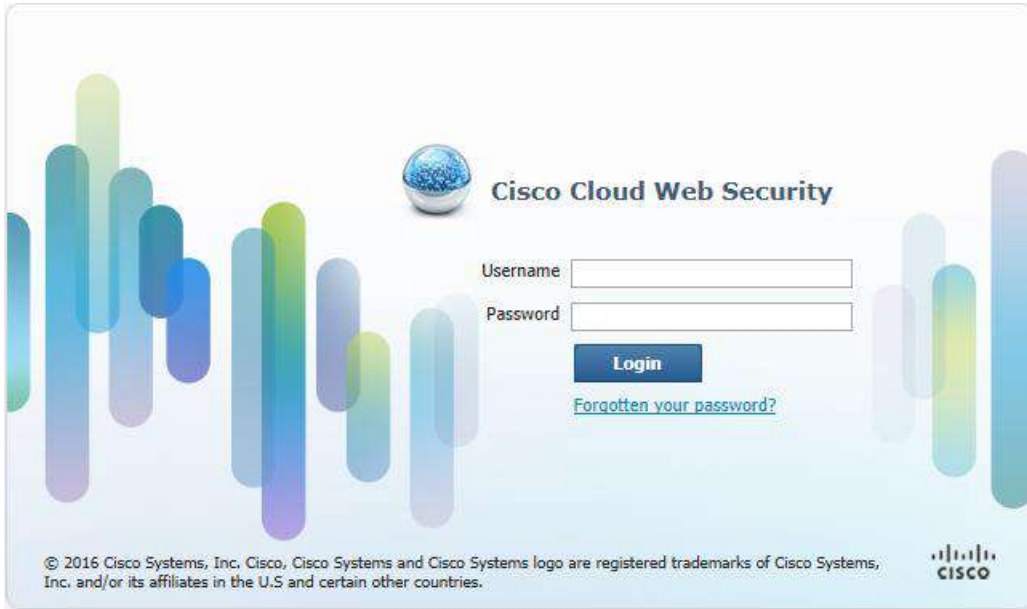 Cisco Cloud Web Security
Username
Password
Login
Forgotten your password?
© 2016 Cisco Systems, Inc. Cisco, Cisco Systems and Cisco Systems logo are registered trademarks of Cisco Systems,
Inc. and/or its affiliates in the U.S and certain other countries.
CISCO